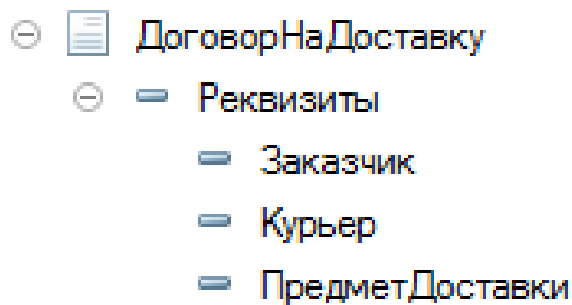 ДоговорНаДоставку
Реквизиты
Заказчик
Курьер
ПредметДоставки